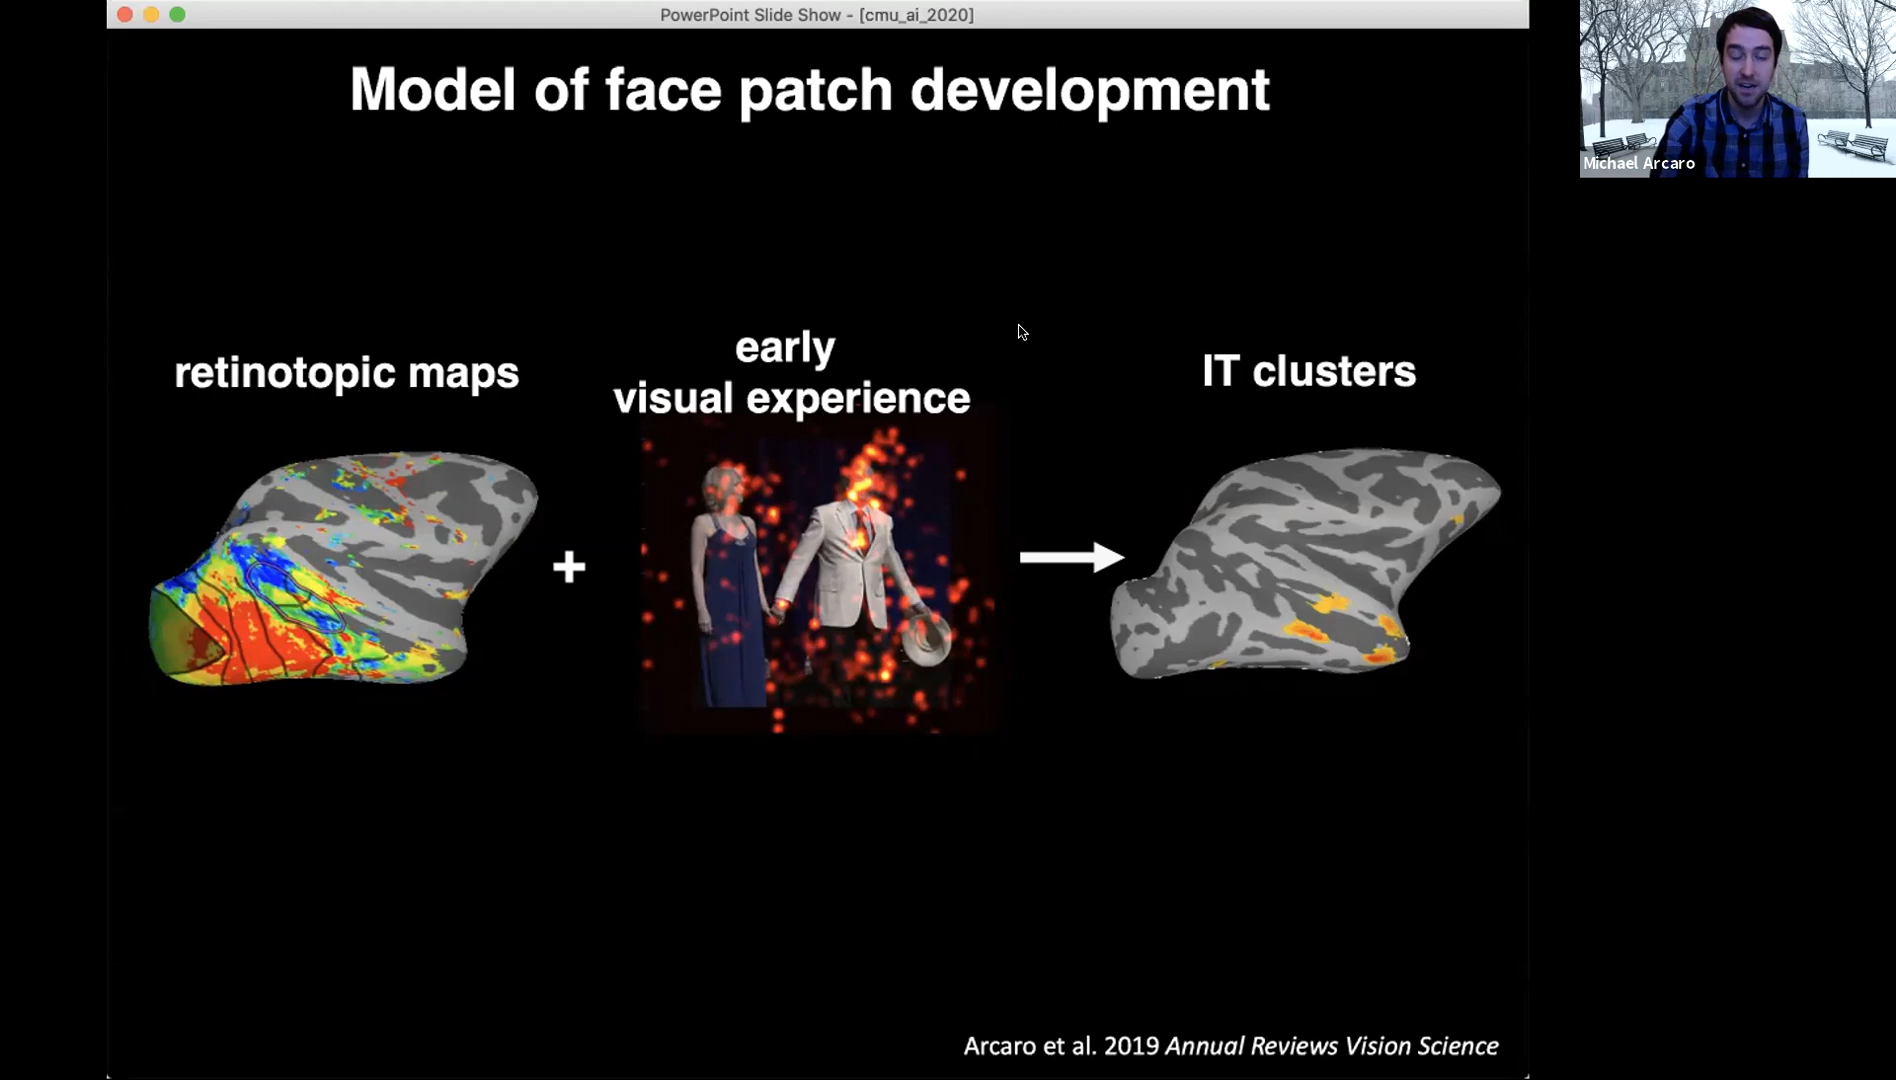 PowerPoint Slide Show - [cmu_ai_2020]
Model of face patch development
Michael Arcaro
retinotopic maps
early
visual experience
IT clusters
+
Arcaro et al. 2019 Annual Reviews Vision Science